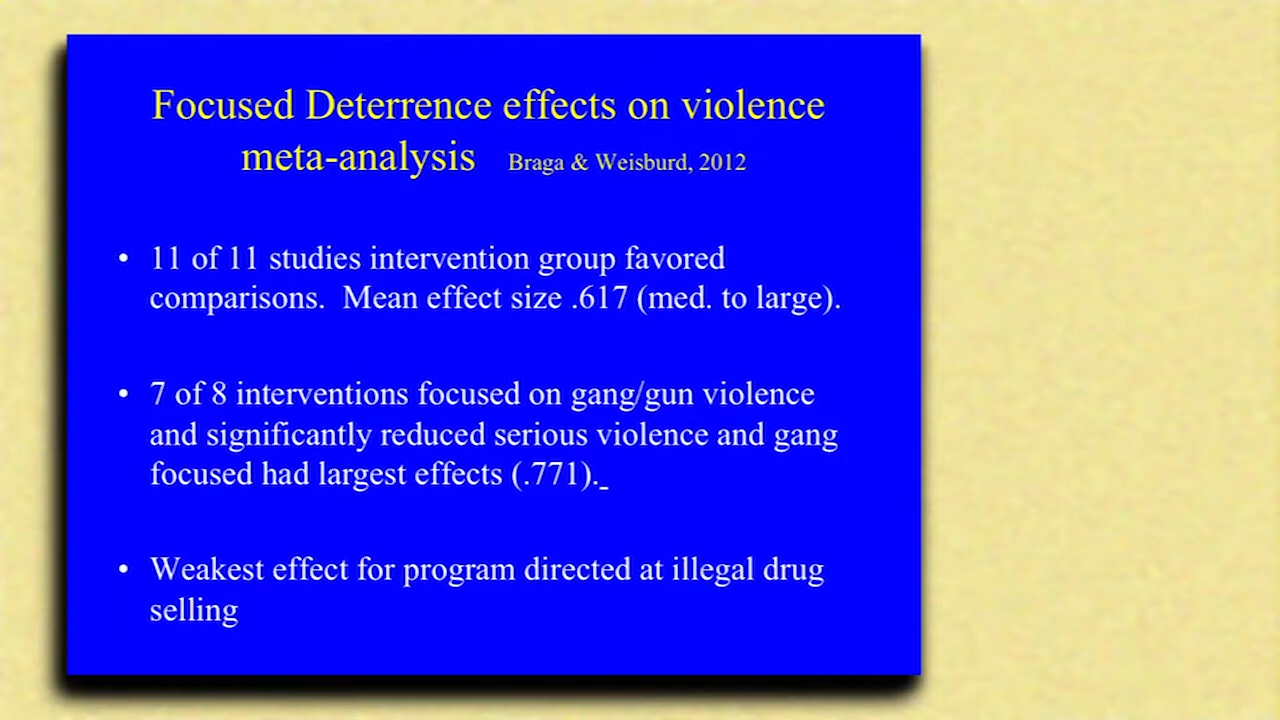 Focused Deterrence effects on violence
meta-analysis Braga & Weisburd, 2012
• 11 of 11 studies intervention group favored
comparisons. Mean effect size .617 (med. to large).
• 7 of 8 interventions focused on gang/gun violence
and significantly reduced serious violence and gang
focused had largest effects (.771).
• Weakest effect for program directed at illegal drug
selling